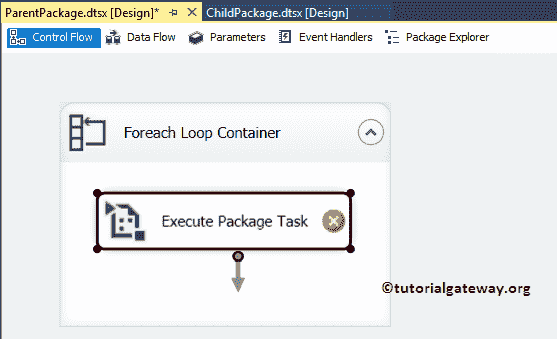 ParentPackage.dtsx [Design]* ChildPackage.dtsx [Design]
Control Flow Data Flow Parameters Event Handlers Package Explorer
Foreach Loop Container
Execute Package Task
©tutorialgateway.org